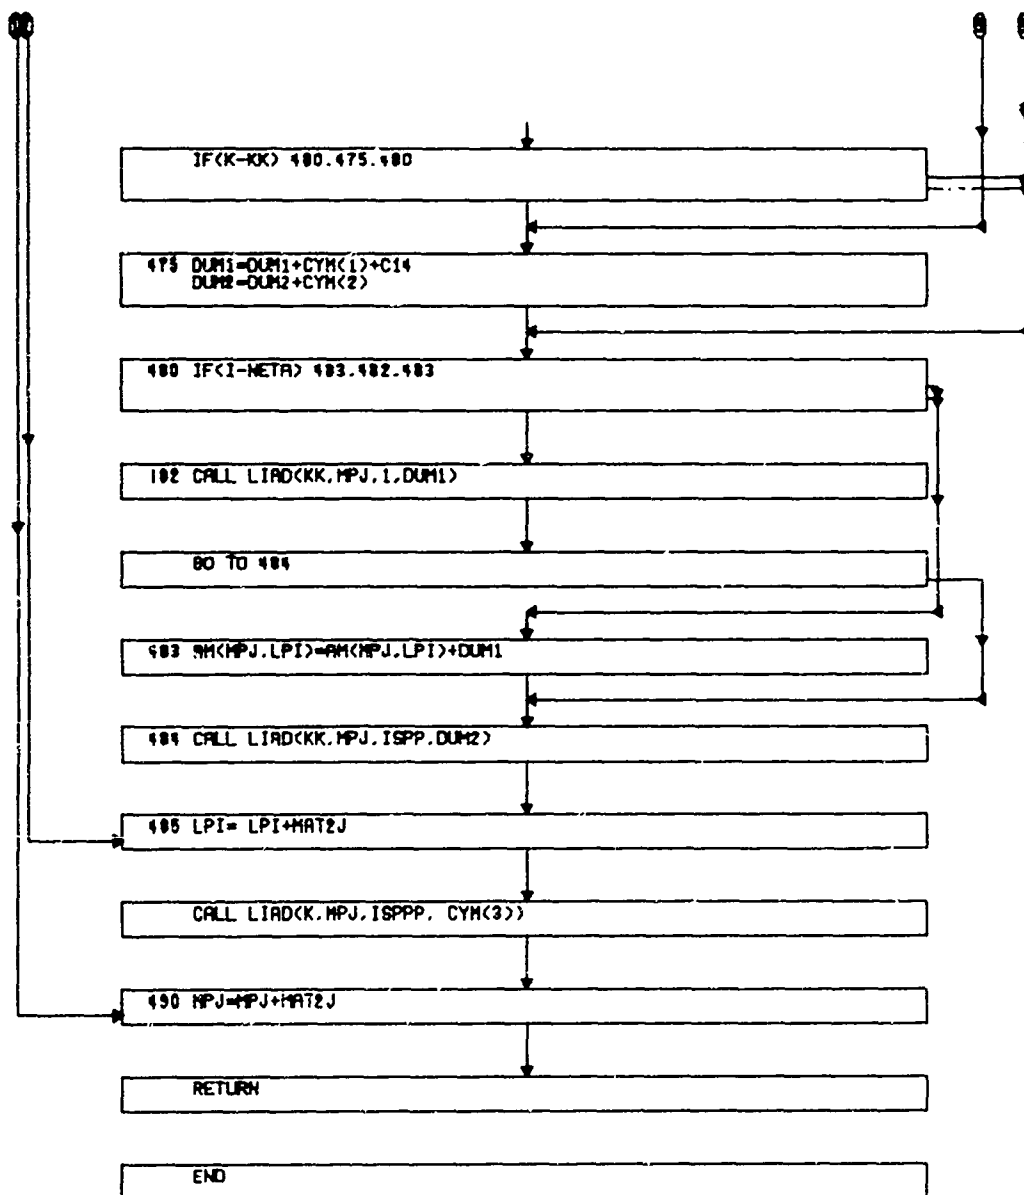 IF(K-KK) 480,475,480
475 DUM1=DUM1+CYM(1)+C14
DUM2=DUM2+CYM(2)
480 IF(I-NETA) 483,482,483
482 CALL LIAD(KK,MPJ,1,DUM1)
GO TO 484
483 AM(MPJ,LPI)=AM(MPJ,LPI)+DUM1
484 CALL LIAD(KK,MPJ,ISPP,DUM2)
485 LPI= LPI+MAT2J
CALL LIAD(K,MPJ,ISPPP, CYM(3))
490 MPJ=MPJ+MAT2J
RETURN
END